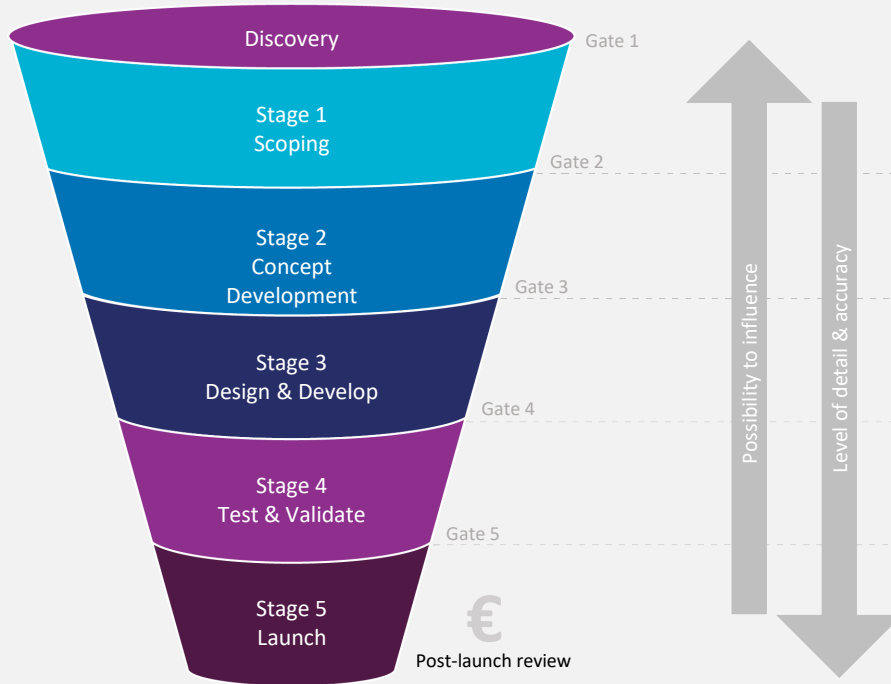 Discovery
Gate 1
Stage 1
Scoping
Gate 2
Stage 2
Concept
Development
Gate 3
Stage 3
Design & Develop
Gate 4
Stage 4
Test & Validate
Gate 5
Stage 5
Launch
€
Post-launch review
Possibility to influence
Level of detail & accuracy